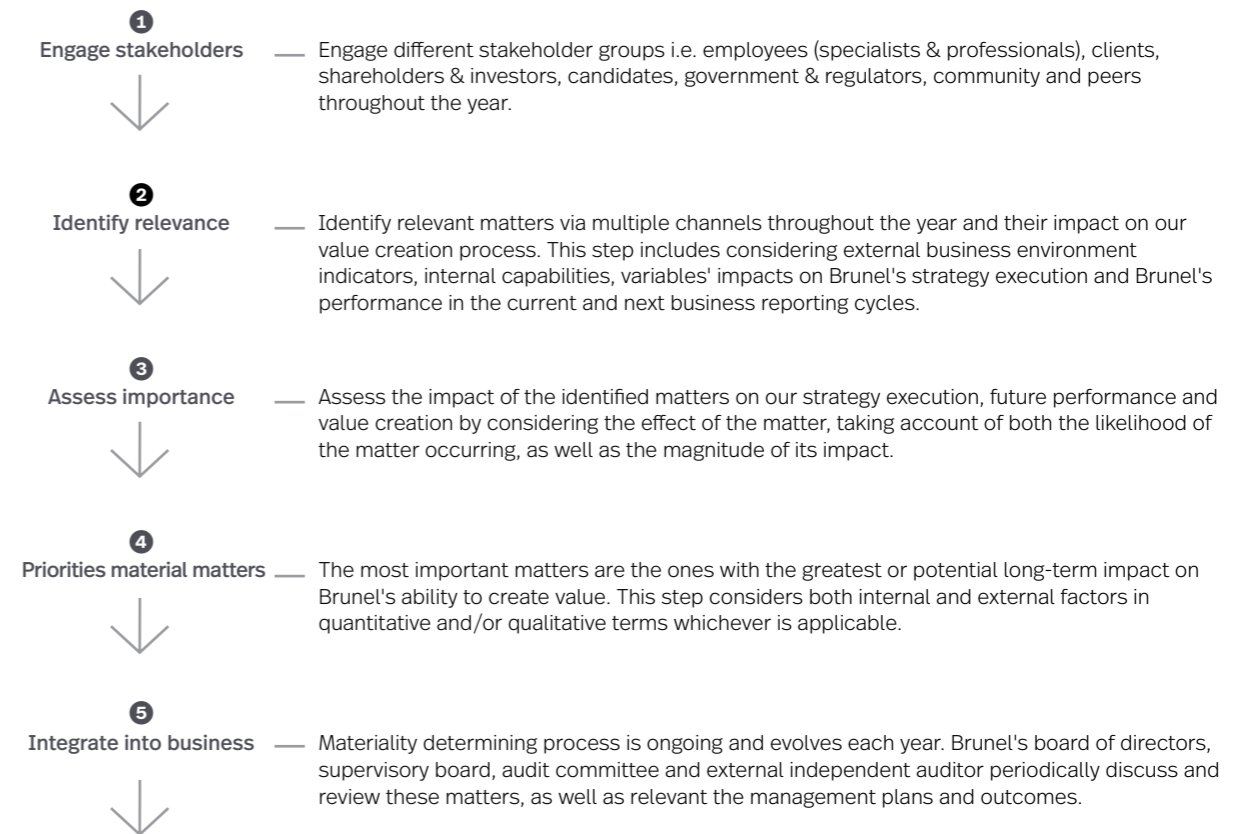 1
Engage stakeholders
Engage different stakeholder groups i.e. employees (specialists & professionals), clients,
shareholders & investors, candidates, government & regulators, community and peers
throughout the year.
2
Identify relevance
Identify relevant matters via multiple channels throughout the year and their impact on our
value creation process. This step includes considering external business environment
indicators, internal capabilities, variables' impacts on Brunel's strategy execution and Brunel's
performance in the current and next business reporting cycles.
3
Assess importance
Assess the impact of the identified matters on our strategy execution, future performance and
value creation by considering the effect of the matter, taking account of both the likelihood of
the matter occurring, as well as the magnitude of its impact.
4
Priorities material matters
The most important matters are the ones with the greatest or potential long-term impact on
Brunel's ability to create value. This step considers both internal and external factors in
quantitative and/or qualitative terms whichever is applicable.
5
Integrate into business
Materiality determining process is ongoing and evolves each year. Brunel's board of directors,
supervisory board, audit committee and external independent auditor periodically discuss and
review these matters, as well as relevant the management plans and outcomes.